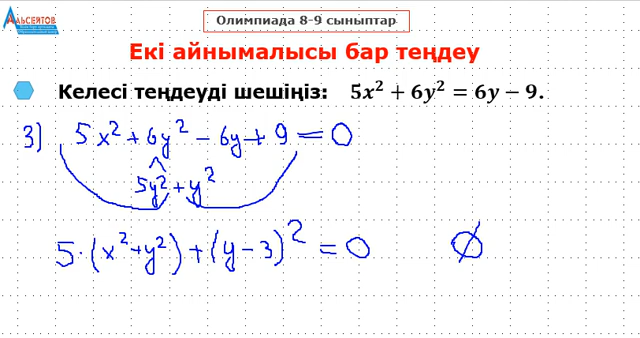 АЛЬСЕИТОВ
Олимпиада 8-9 сыныптар
Екі айнымалысы бар теңдеу
Келесі теңдеуді шешіңіз: 5x² + 6y² = 6y − 9.
3) 5x² + 6y² − 6y + 9 = 0
5y² + y²
5·(x² + y²) + (y − 3)² = 0 ∅